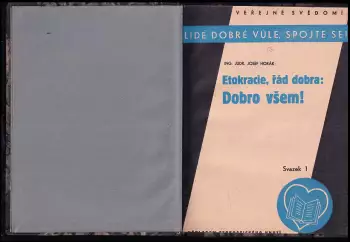 VEŘEJNÉ SVĚDOMÍ
LIDÉ DOBRÉ VŮLE, SPOJTE SE!
ING. JUDR. JOSEF HORÁK:
Etokracie, řád dobra:
Dobro všem!
Svazek 1